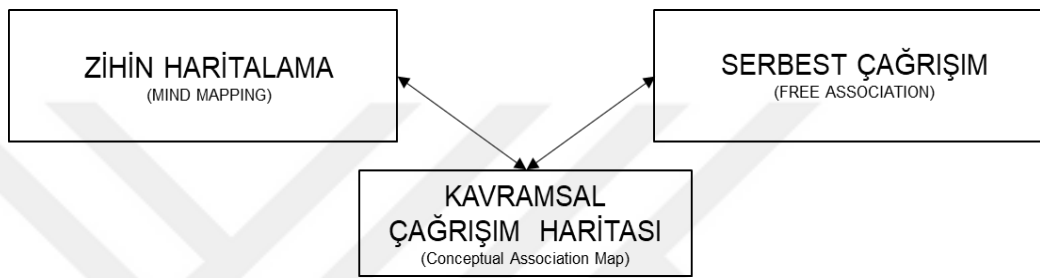 ZİHİN HARİTALAMA
(MIND MAPPING)
SERBEST ÇAĞRIŞIM
(FREE ASSOCIATION)
KAVRAMSAL
ÇAĞRIŞIM HARİTASI
(Conceptual Association Map)